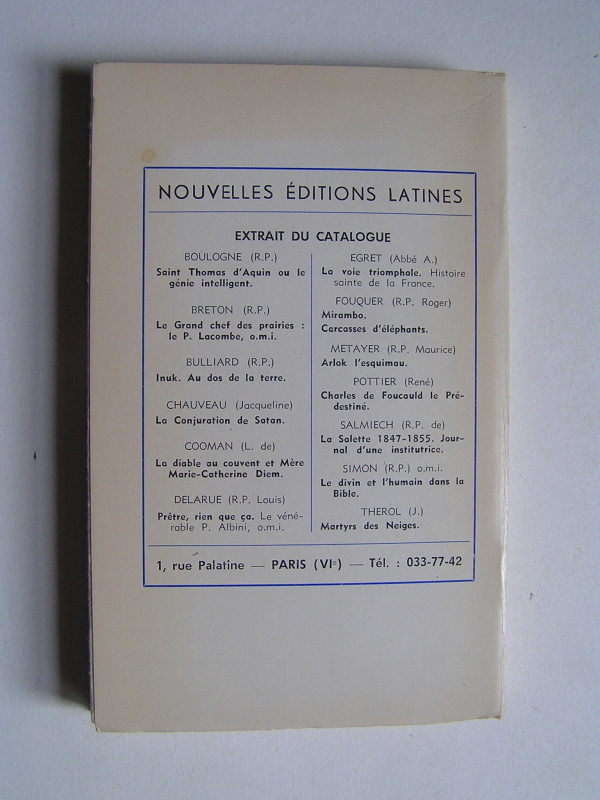 NOUVELLES ÉDITIONS LATINES
EXTRAIT DU CATALOGUE
BOULOGNE (R.P.)
Saint Thomas d'Aquin ou le
génie intelligent.
BRETON (R.P.)
Le Grand chef des prairies :
le P. Lacombe, o.m.i.
BULLIARD (R.P.)
Inuk. Au dos de la terre.
CHAUVEAU (Jacqueline)
La Conjuration de Satan.
COOMAN (L. de)
La diable au couvent et Mère
Marie-Catherine Diem.
DELARUE (R.P. Louis)
Prêtre, rien que ça. Le véné-
rable P. Albini, o.m.i.
EGRET (Abbé A.)
La voie triomphale. Histoire
sainte de la France.
FOUQUER (R.P. Roger)
Mirambo.
Carcasses d'éléphants.
METAYER (R.P. Maurice)
Arlok l'esquimau.
POTTIER (René)
Charles de Foucauld le Pré-
destiné.
SALMIECH (R.P. de)
La Salette 1847-1855. Jour-
nal d'une institutrice.
SIMON (R.P.) o.m.i.
Le divin et l'humain dans la
Bible.
THEROL (J.)
Martyrs des Neiges.
1, rue Palatine — PARIS (VIe) — Tél. : 033-77-42